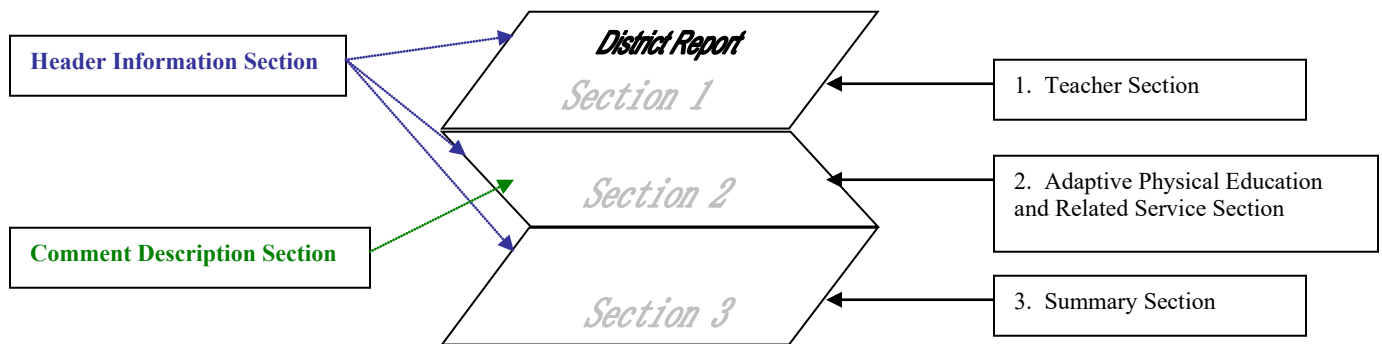 District Report
Header Information Section
Section 1
1. Teacher Section
Section 2
2. Adaptive Physical Education
and Related Service Section
Comment Description Section
Section 3
3. Summary Section